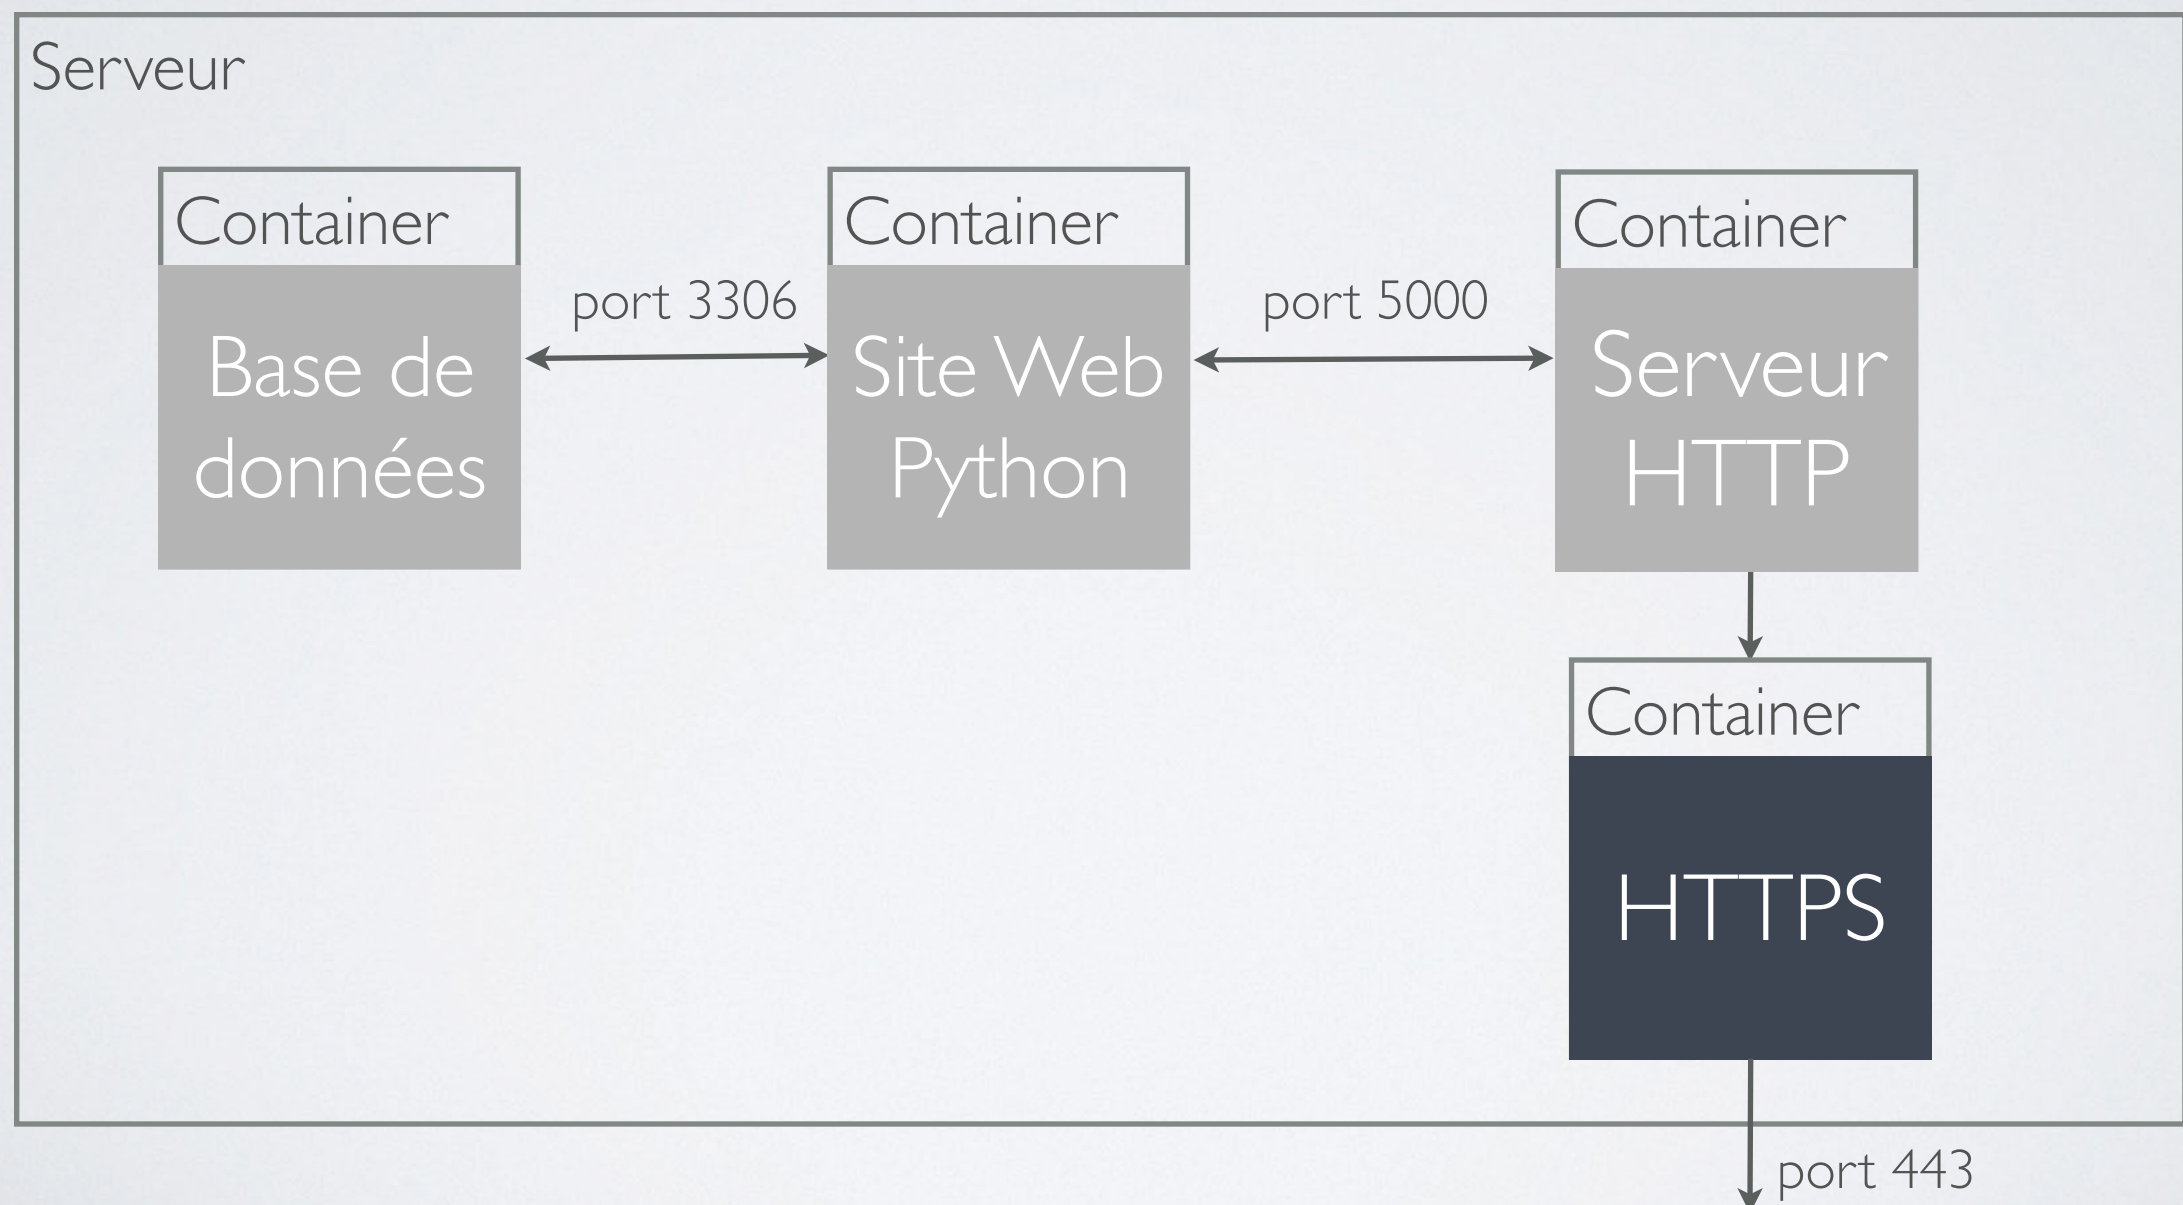 Serveur
Container
Base de
données
port 3306
Container
Site Web
Python
port 5000
Container
Serveur
HTTP
Container
HTTPS
port 443